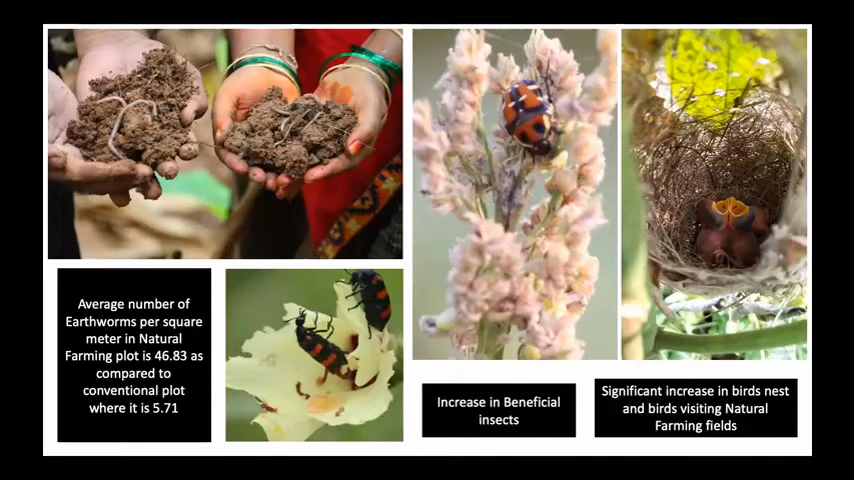 Average number of
Earthworms per square
meter in Natural
Farming plot is 46.83 as
compared to
conventional plot
where it is 5.71
Increase in Beneficial
insects
Significant increase in birds nest
and birds visiting Natural
Farming fields